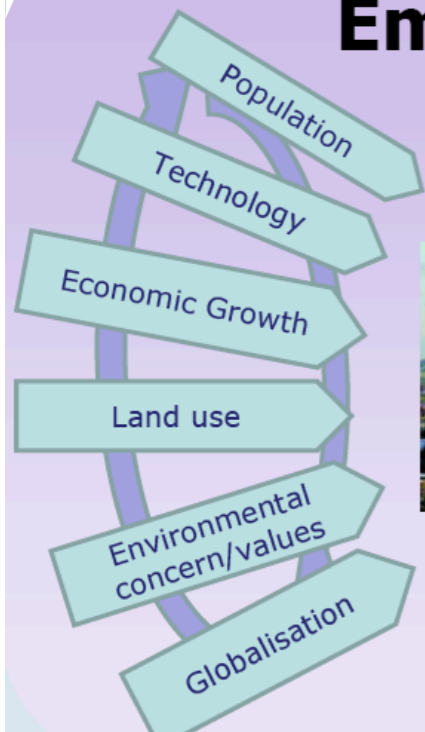 Em
Population
Technology
Economic Growth
Land use
Environmental
concern/values
Globalisation